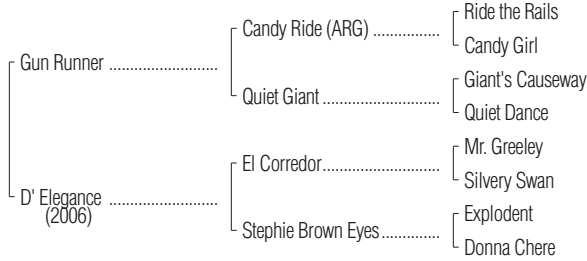 Ride the Rails
Candy Ride (ARG) ................
Candy Girl
Gun Runner .........................
Giant's Causeway
Quiet Giant ...........................
Quiet Dance
Mr. Greeley
El Corredor...........................
Silvery Swan
D' Elegance .........................
(2006)
Explodent
Stephie Brown Eyes..............
Donna Chere